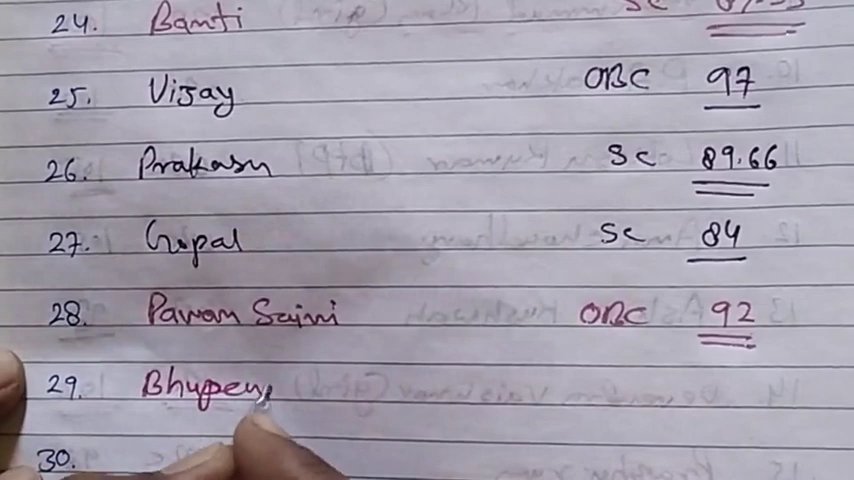 24. Banti SC
25. Vijay OBC 97
26. Prakash SC 89.66
27. Gopal SC 84
28. Pawan Saini OBC 92
29. Bhupen
30.